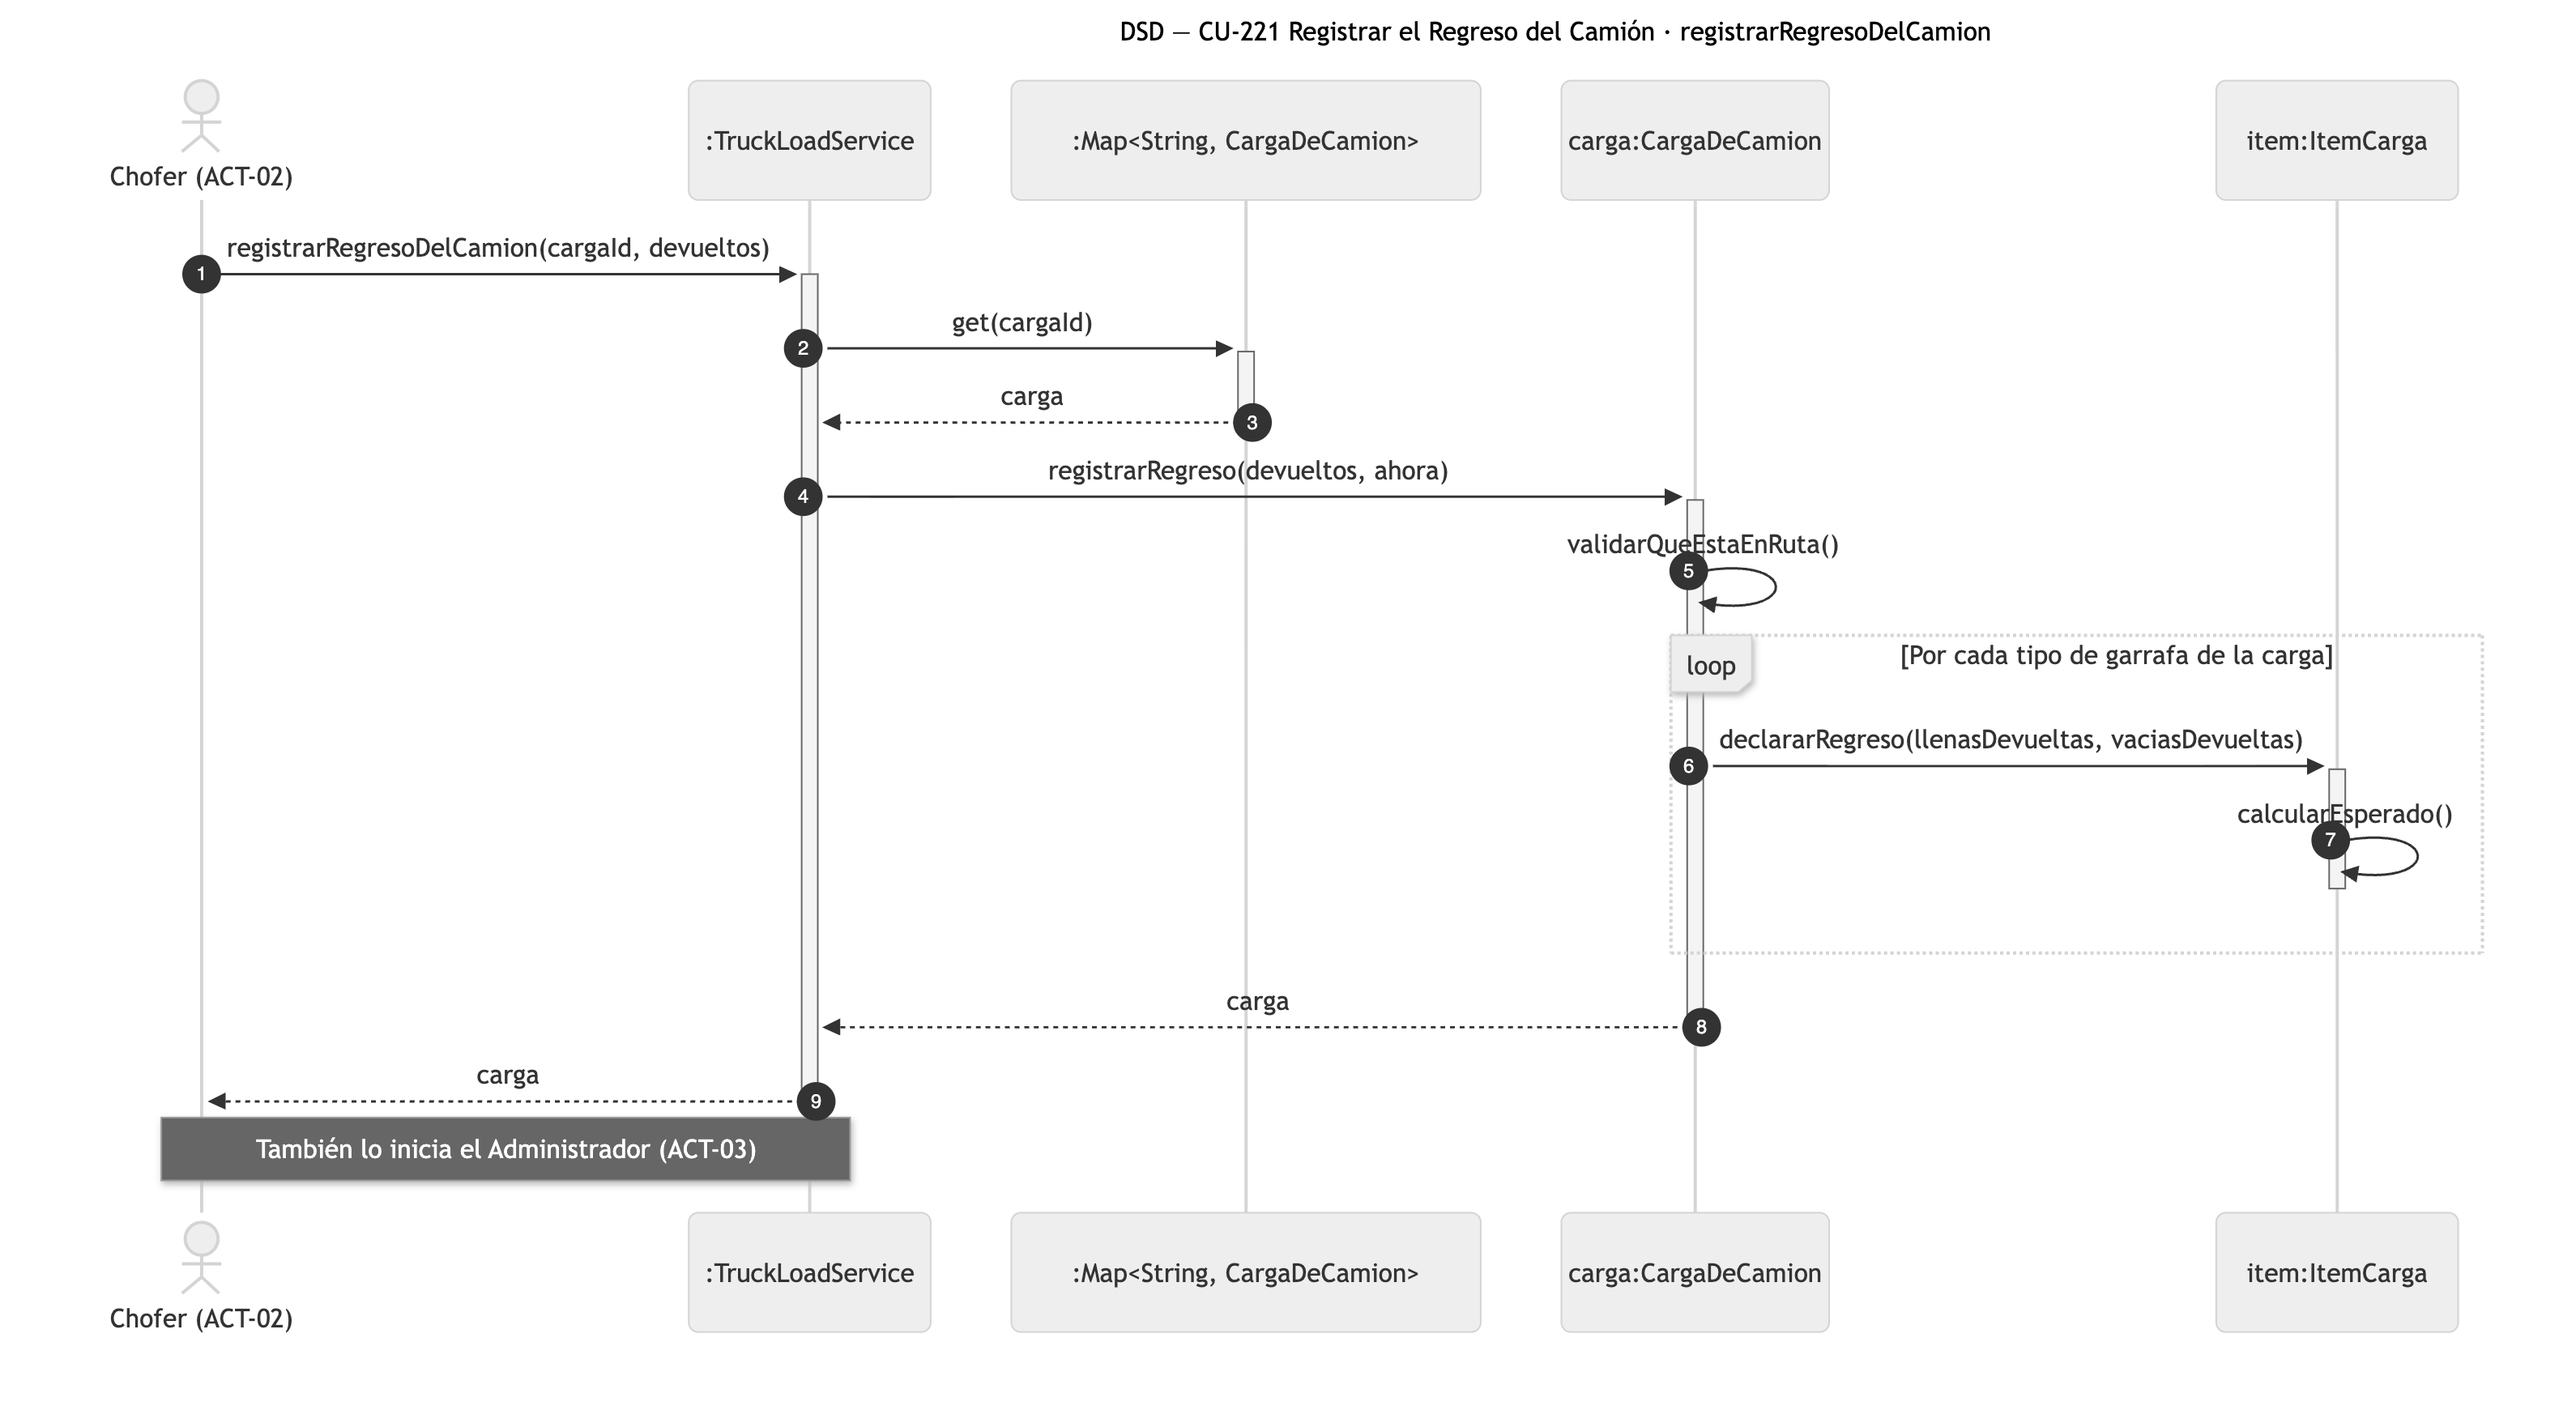 DSD — CU-221 Registrar el Regreso del Camión · registrarRegresoDelCamion
Chofer (ACT-02)
:TruckLoadService
:Map<String, CargaDeCamion>
carga:CargaDeCamion
item:ItemCarga
registrarRegresoDelCamion(cargaId, devueltos)
1
get(cargaId)
2
carga
3
registrarRegreso(devueltos, ahora)
4
validarQueEstaEnRuta()
5
loop
[Por cada tipo de garrafa de la carga]
declararRegreso(llenasDevueltas, vaciasDevueltas)
6
calcularEsperado()
7
carga
8
carga
9
También lo inicia el Administrador (ACT-03)
Chofer (ACT-02)
:TruckLoadService
:Map<String, CargaDeCamion>
carga:CargaDeCamion
item:ItemCarga